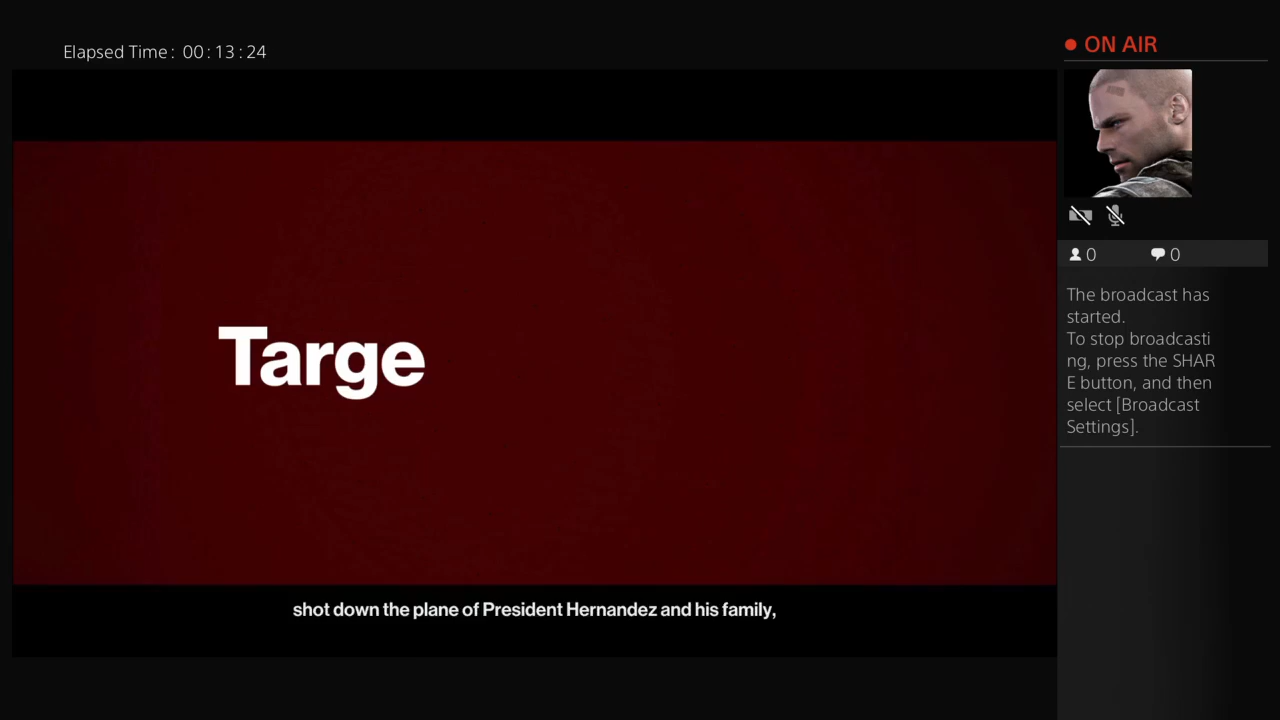 Elapsed Time: 00:13:24
ON AIR
0 0
The broadcast has
started.
To stop broadcasti
ng, press the SHAR
E button, and then
select [Broadcast
Settings].
Targe
shot down the plane of President Hernandez and his family,